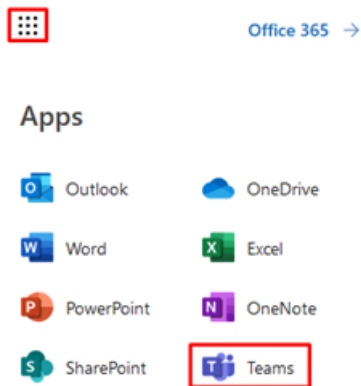 Office 365 →
Apps
Outlook OneDrive
Word Excel
PowerPoint OneNote
SharePoint Teams